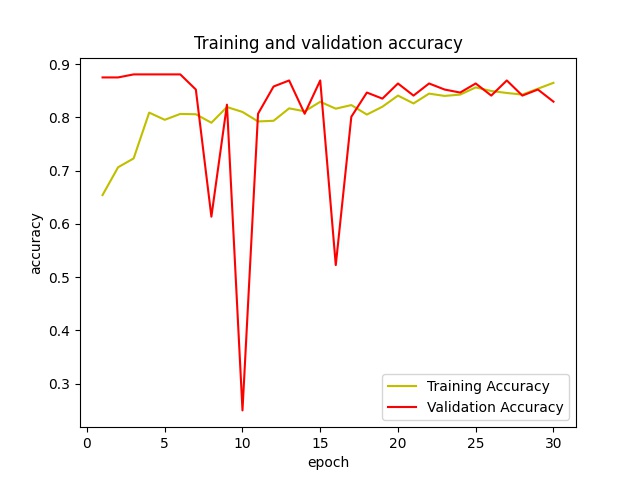 Training and validation accuracy
accuracy
0.9
0.8
0.7
0.6
0.5
0.4
0.3
Training Accuracy
Validation Accuracy
0 5 10 15 20 25 30
epoch